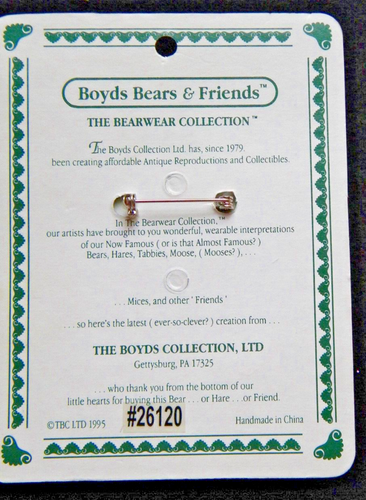 Boyds Bears & Friends™
THE BEARWEAR COLLECTION™
The Boyds Collection Ltd. has, since 1979,
been creating affordable Antique Reproductions and Collectibles.
In The Bearwear Collection,™
our artists have brought to you wonderful, wearable interpretations
of our Now Famous ( or is that Almost Famous? )
Bears, Hares, Tabbies, Moose, ( Mooses? ), . . .
. . . Mices, and other ' Friends '
. . . so here's the latest ( ever-so-clever? ) creation from . . .
THE BOYDS COLLECTION, LTD
Gettysburg, PA 17325
. . . who thank you from the bottom of our
little hearts for buying this Bear . . . or Hare . . . or Friend.
©TBC LTD 1995 #26120 Handmade in China